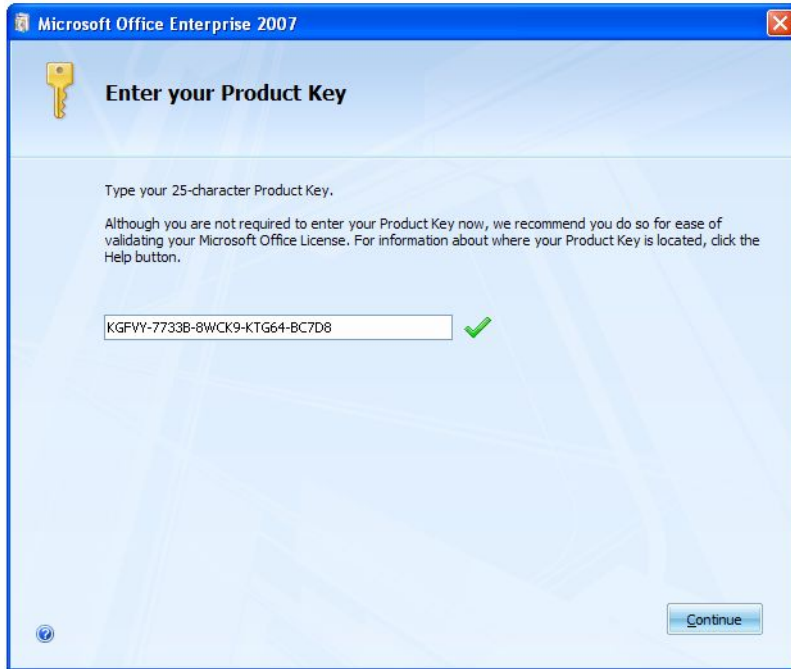 Microsoft Office Enterprise 2007
Enter your Product Key
Type your 25-character Product Key.
Although you are not required to enter your Product Key now, we recommend you do so for ease of
validating your Microsoft Office License. For information about where your Product Key is located, click the
Help button.
KGFVY-7733B-8WCK9-KTG64-BC7D8
Continue